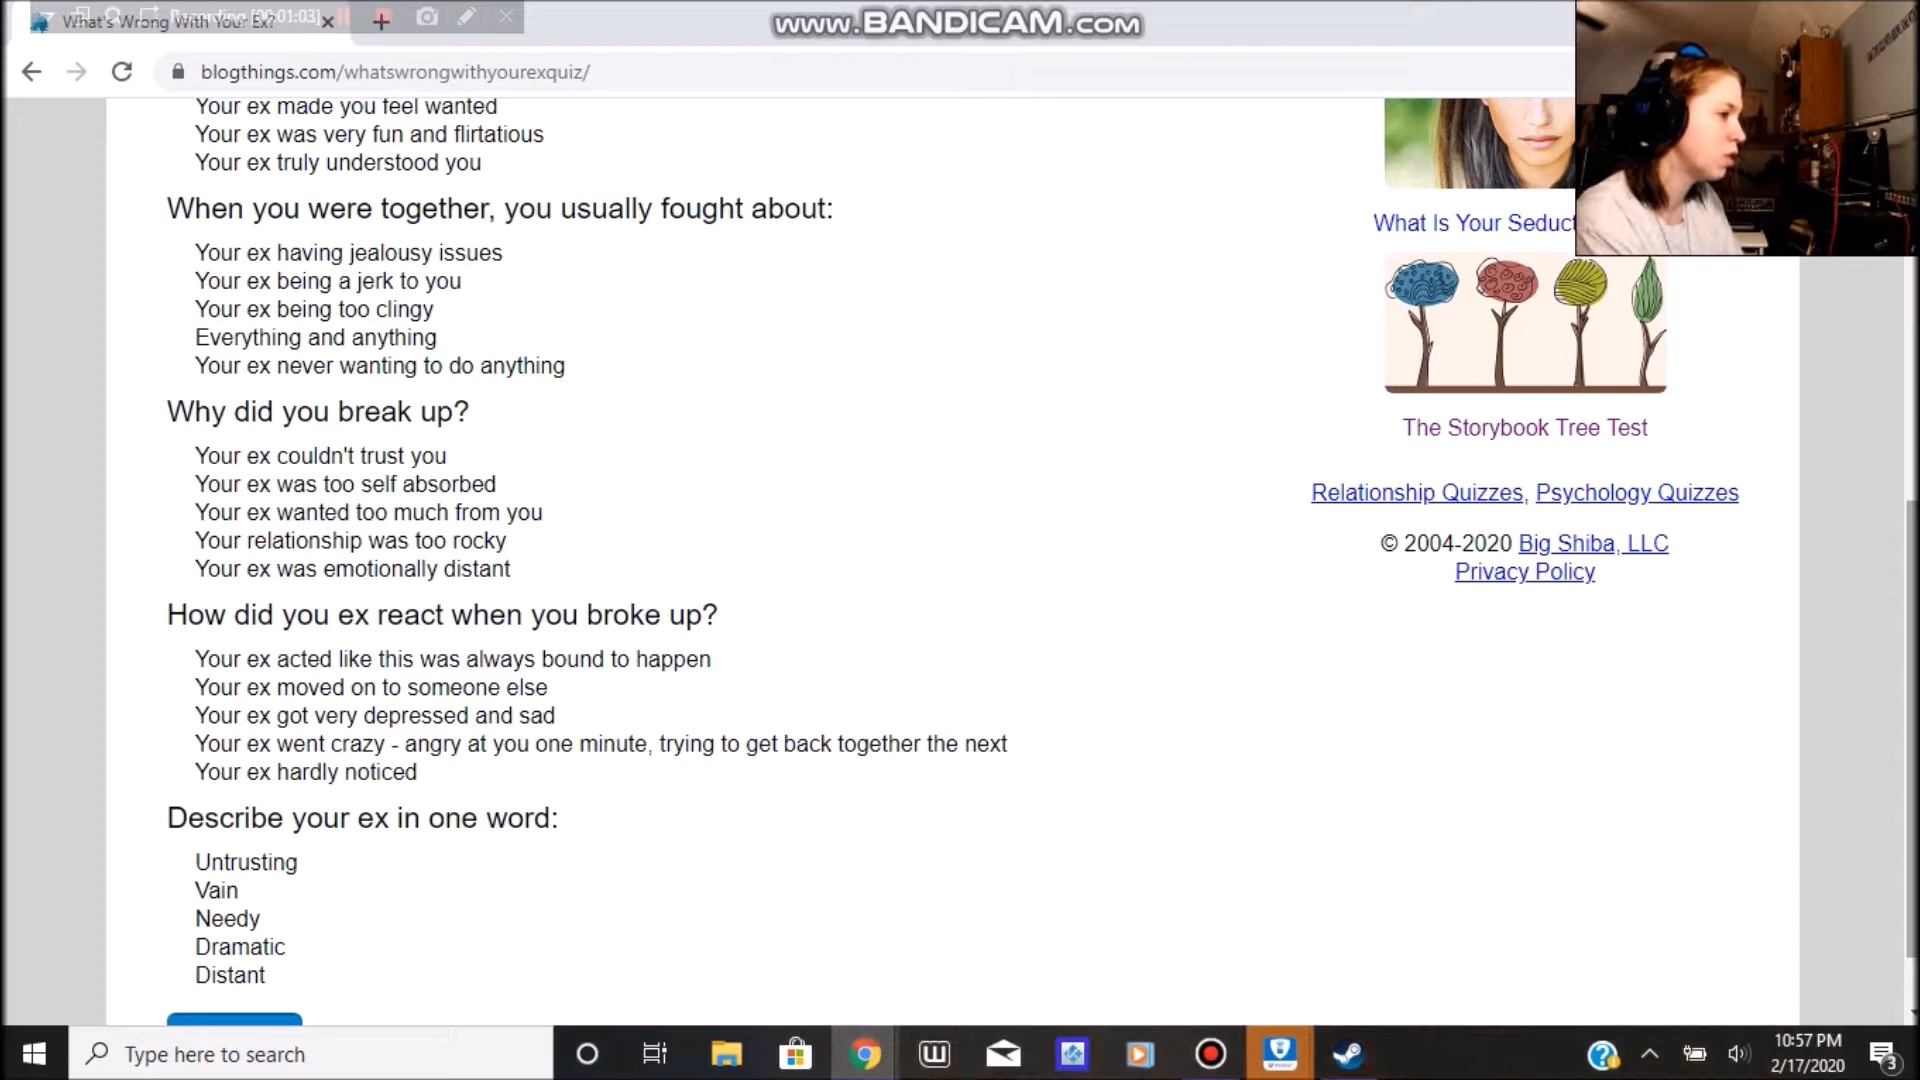 Recording [00:01:03]
What's Wrong With Your Ex?
www.BANDICAM.com
blogthings.com/whatswrongwithyourexquiz/
Your ex made you feel wanted
Your ex was very fun and flirtatious
Your ex truly understood you
When you were together, you usually fought about:
Your ex having jealousy issues
Your ex being a jerk to you
Your ex being too clingy
Everything and anything
Your ex never wanting to do anything
Why did you break up?
Your ex couldn't trust you
Your ex was too self absorbed
Your ex wanted too much from you
Your relationship was too rocky
Your ex was emotionally distant
How did you ex react when you broke up?
Your ex acted like this was always bound to happen
Your ex moved on to someone else
Your ex got very depressed and sad
Your ex went crazy - angry at you one minute, trying to get back together the next
Your ex hardly noticed
Describe your ex in one word:
Untrusting
Vain
Needy
Dramatic
Distant
What Is Your Seduct
The Storybook Tree Test
Relationship Quizzes, Psychology Quizzes
© 2004-2020 Big Shiba, LLC
Privacy Policy
Type here to search
10:57 PM
2/17/2020
3